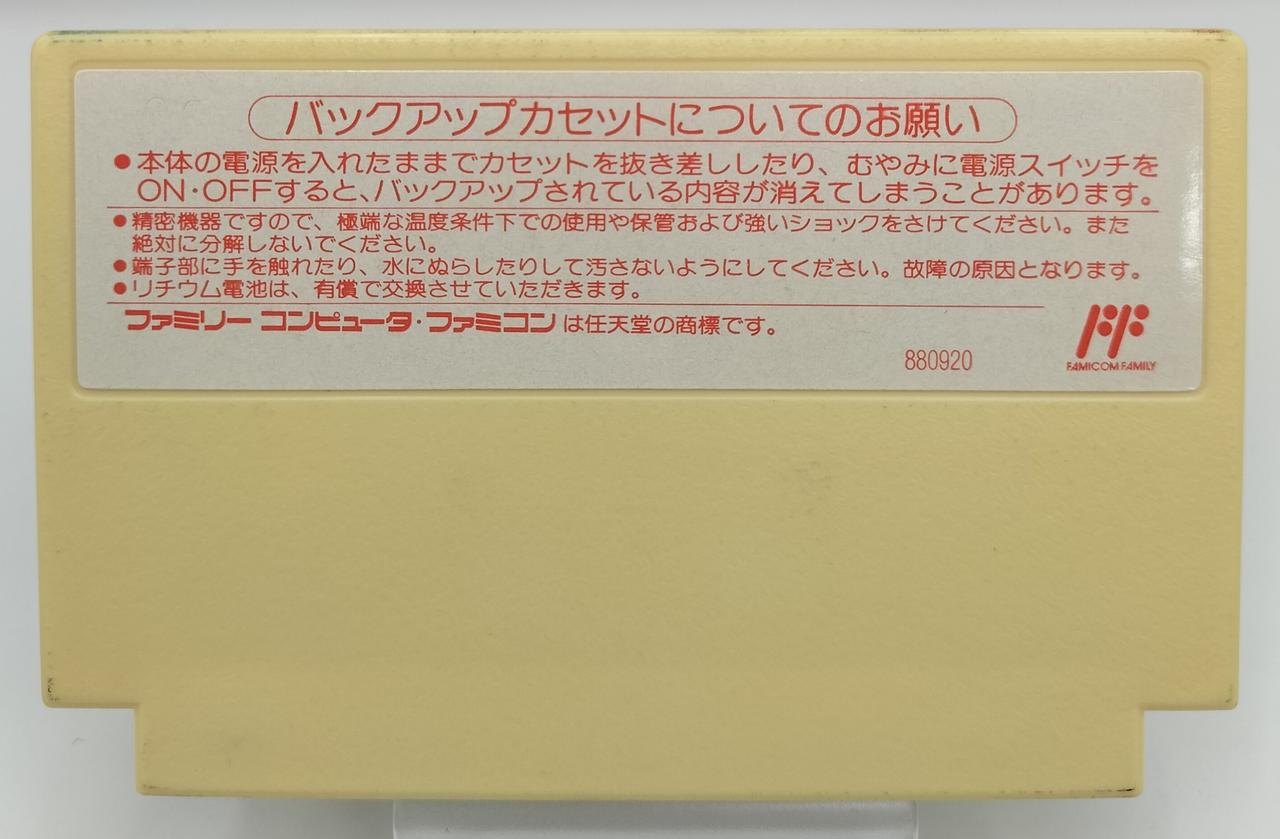 バックアップカセットについてのお願い
●本体の電源を入れたままでカセットを抜き差ししたり、むやみに電源スイッチを
ON・OFFすると、バックアップされている内容が消えてしまうことがあります。
●精密機器ですので、極端な温度条件下での使用や保管および強いショックをさけてください。また
絶対に分解しないでください。
●端子部に手を触れたり、水にぬらしたりして汚さないようにしてください。故障の原因となります。
●リチウム電池は、有償で交換させていただきます。
ファミリー コンピュータ・ファミコン は任天堂の商標です。
880920
FAMICOM FAMILY